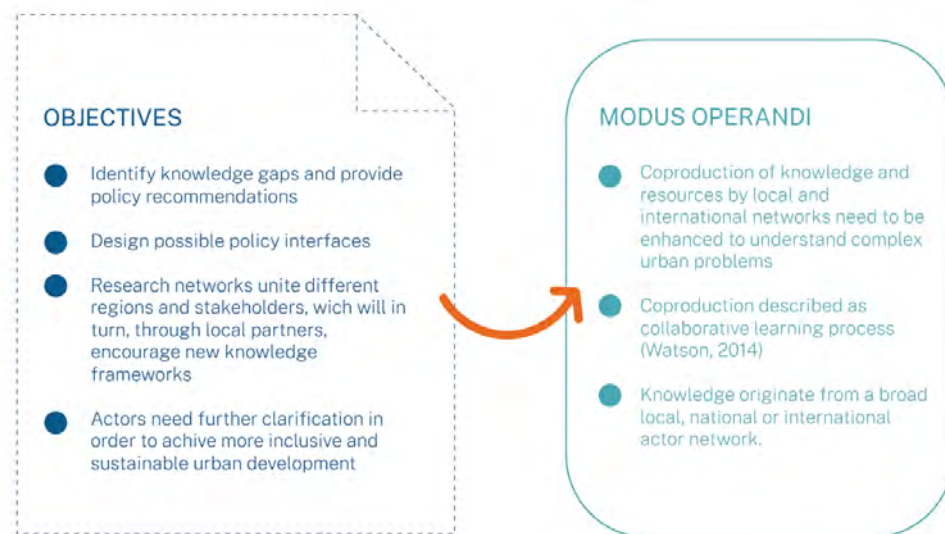 OBJECTIVES
Identify knowledge gaps and provide
policy recommendations
Design possible policy interfaces
Research networks unite different
regions and stakeholders, wich will in
turn, through local partners,
encourage new knowledge
frameworks
Actors need further clarification in
order to achive more inclusive and
sustainable urban development
MODUS OPERANDI
Coproduction of knowledge and
resources by local and
international networks need to be
enhanced to understand complex
urban problems
Coproduction described as
collaborative learning process
(Watson, 2014)
Knowledge originate from a broad
local, national or international
actor network.